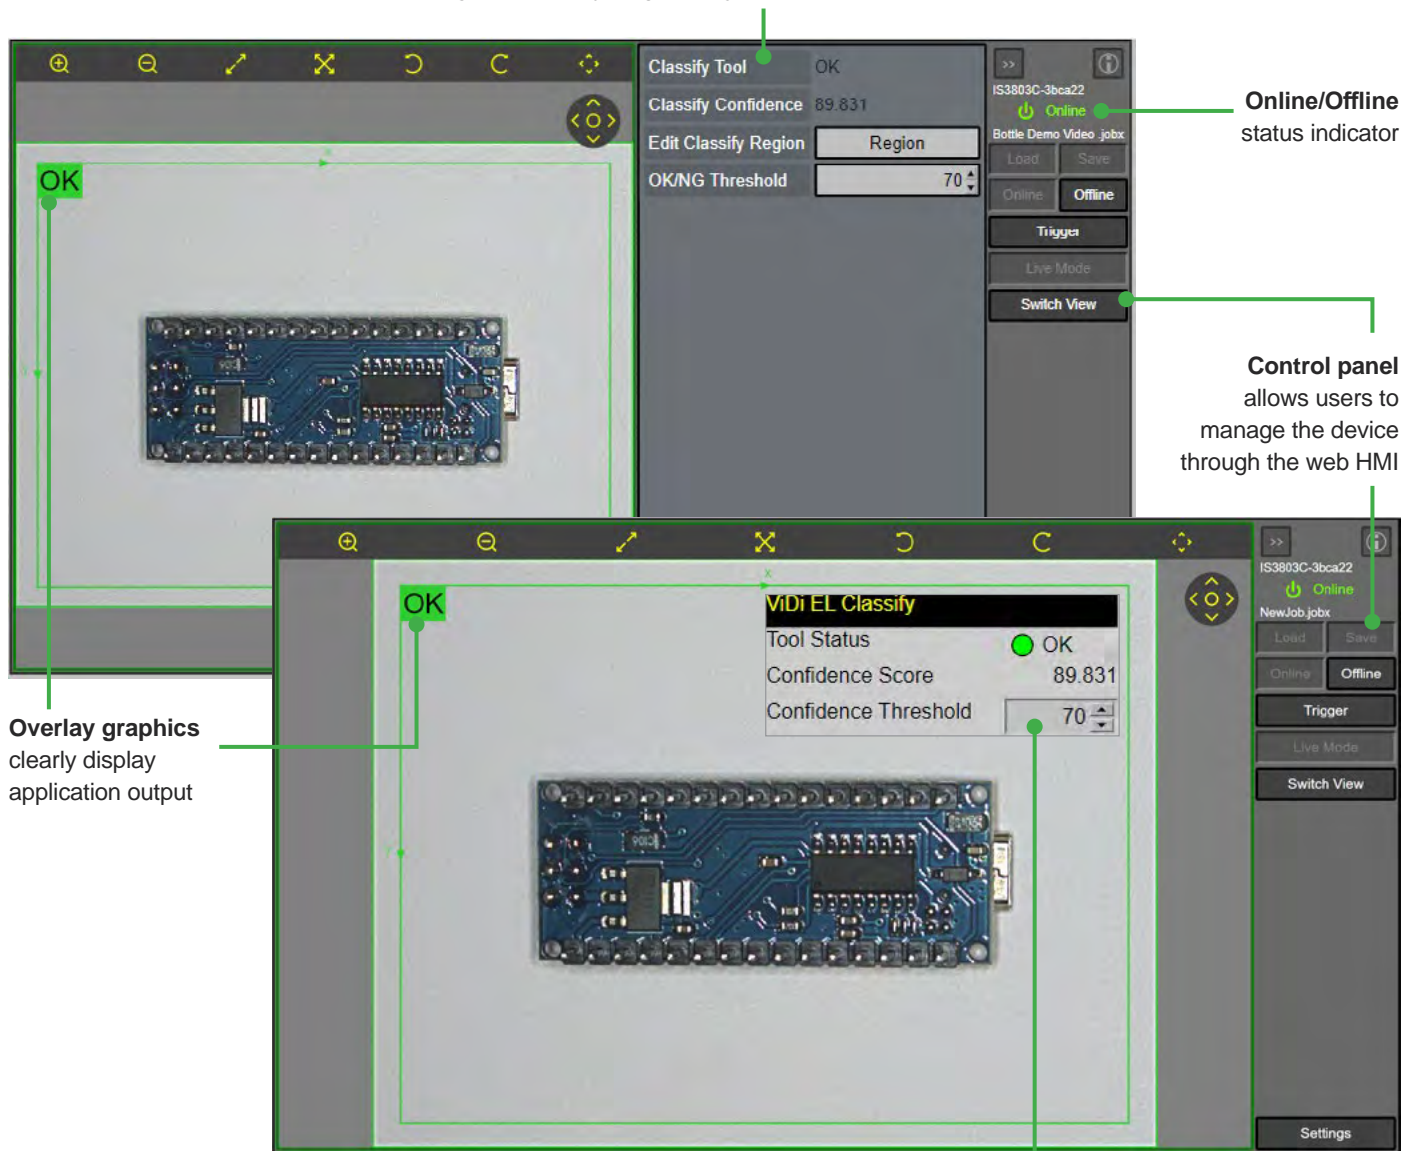 Classify Tool OK
Classify Confidence 89.831
Edit Classify Region Region
OK/NG Threshold 70
>>
IS3803C-3bca22
Online
Bottle Demo Video .jobx
Load Save
Online Offline
Trigger
Live Mode
Switch View
OK
x
Online/Offline
status indicator
Control panel
allows users to
manage the device
through the web HMI
Overlay graphics
clearly display
application output
OK
x
ViDi EL Classify
Tool Status OK
Confidence Score 89.831
Confidence Threshold 70
>>
IS3803C-3bca22
Online
NewJob.jobx
Load Save
Online Offline
Trigger
Live Mode
Switch View
Settings